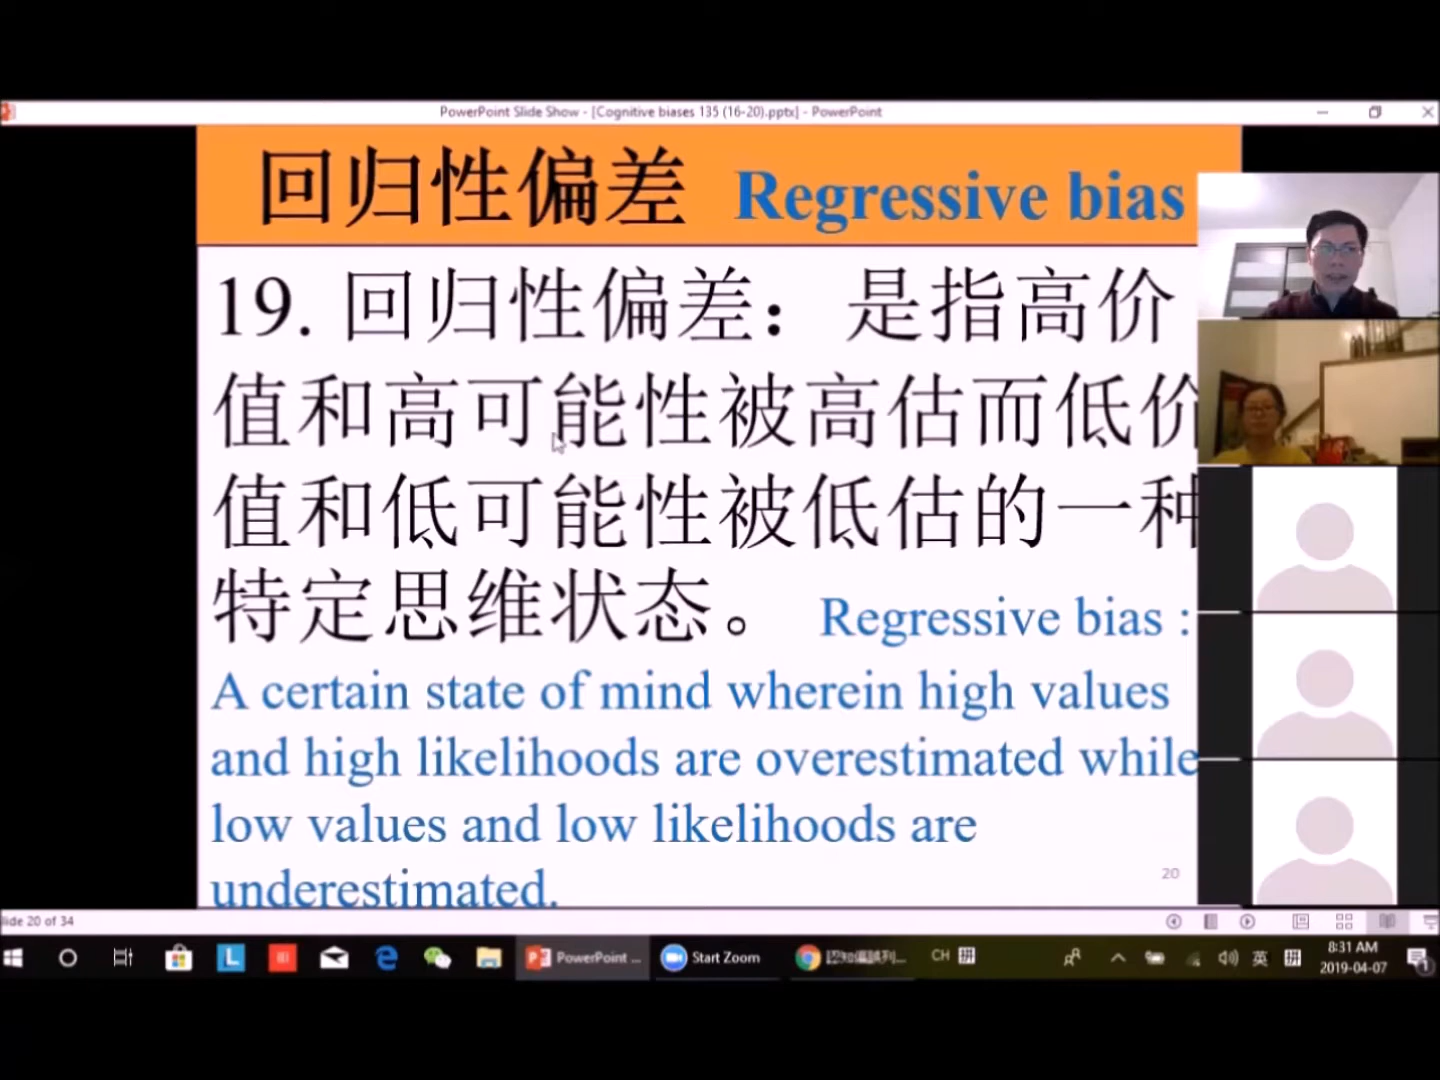 PowerPoint Slide Show - [Cognitive biases 135 (16-20).pptx] - PowerPoint
回归性偏差 Regressive bias
19. 回归性偏差：是指高价
值和高可能性被高估而低价
值和低可能性被低估的一种
特定思维状态。 Regressive bias :
A certain state of mind wherein high values
and high likelihoods are overestimated while
low values and low likelihoods are
underestimated.
20
lide 20 of 34
PowerPoint ...
Start Zoom
CH 拼
英 拼
8:31 AM
2019-04-07